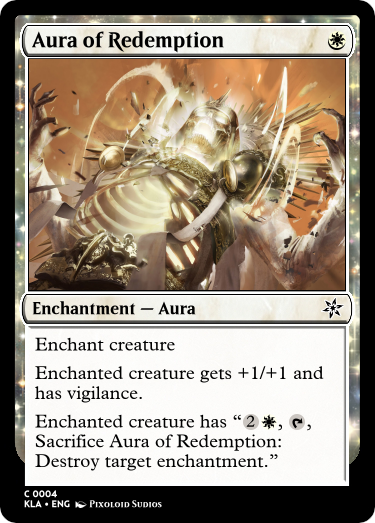 Aura of Redemption
Enchantment — Aura
Enchant creature
Enchanted creature gets +1/+1 and
has vigilance.
Enchanted creature has “2, ,
Sacrifice Aura of Redemption:
Destroy target enchantment.”
C 0004
KLA • ENG Pixoloid Sudios